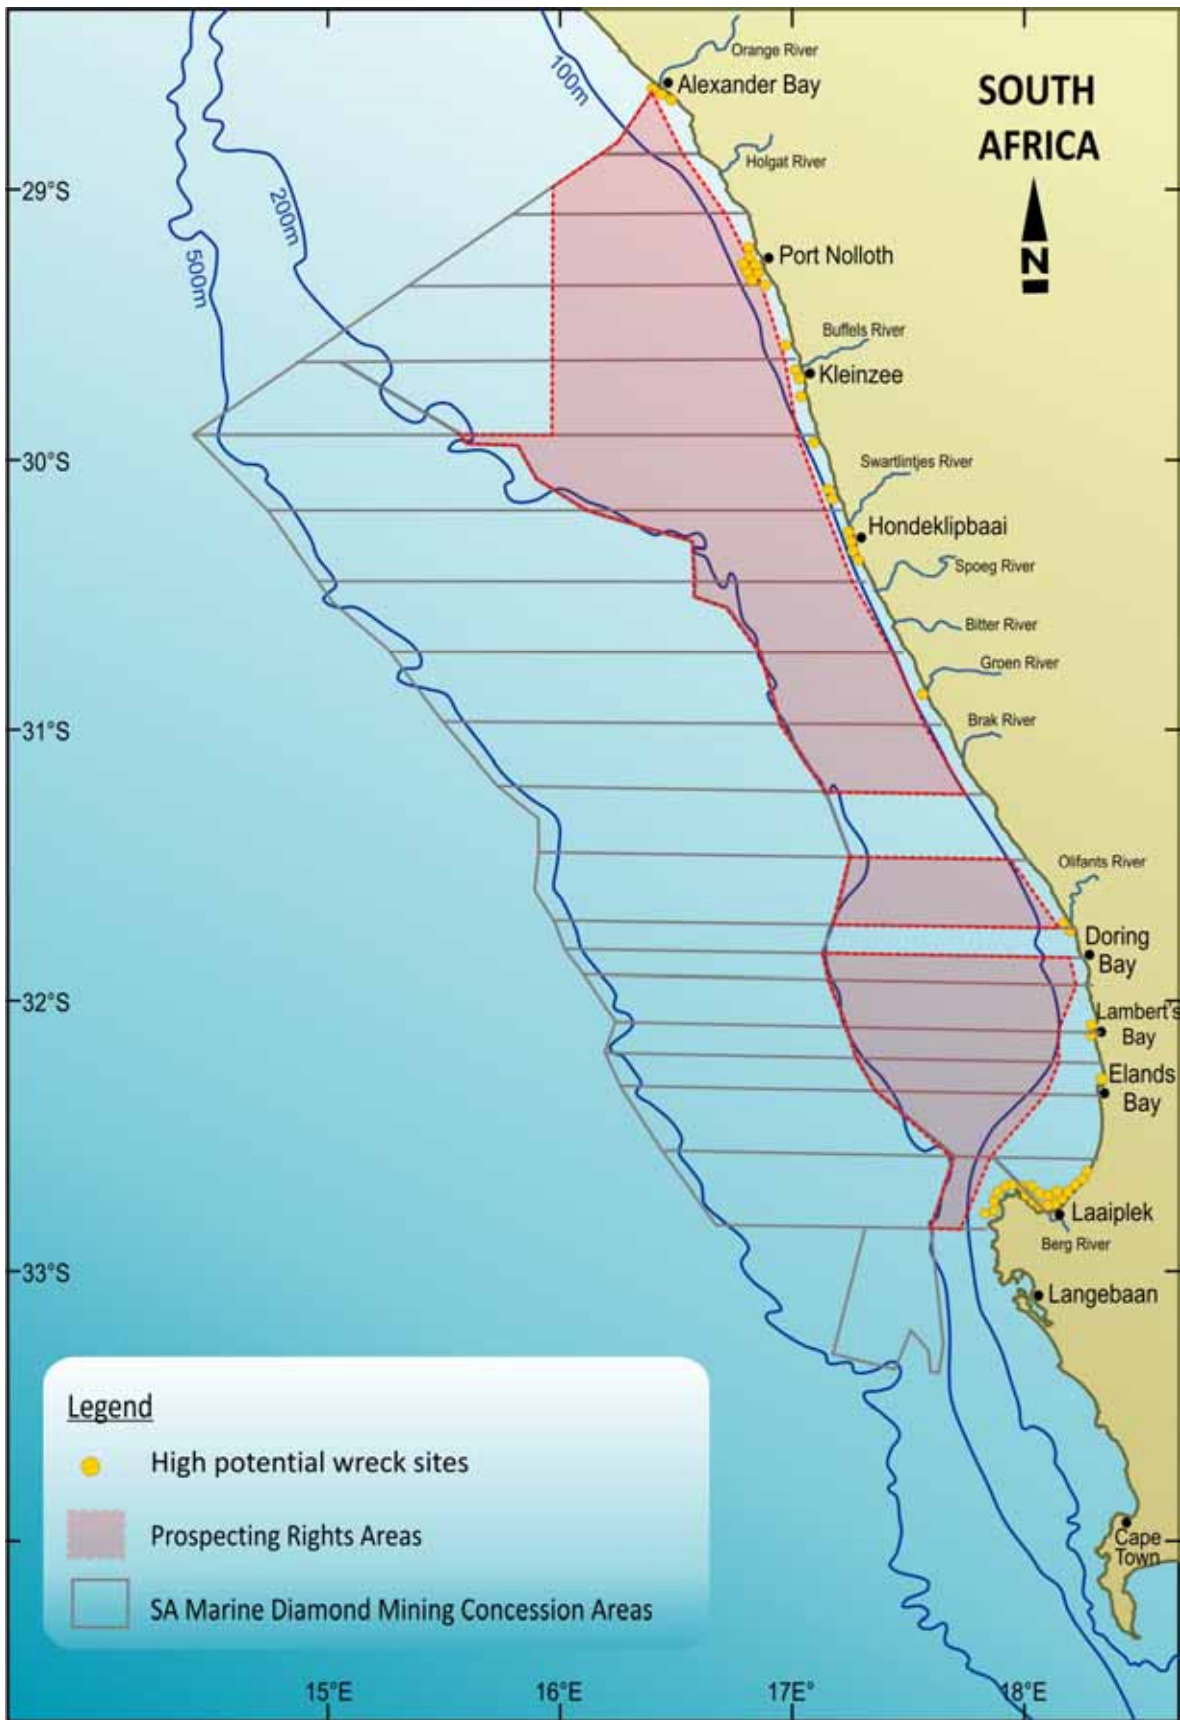 Orange River
Alexander Bay
100m
SOUTH
AFRICA
Holgat River
29°S
200m
500m
N
Port Nolloth
Buffels River
Kleinzee
30°S
Swartlintjes River
Hondeklipbaai
Spoeg River
Bitter River
Groen River
31°S
Brak River
Olifants River
Doring
Bay
32°S
Lambert's
Bay
Elands
Bay
Laaiplek
Berg River
33°S
Langebaan
Legend
High potential wreck sites
Prospecting Rights Areas
SA Marine Diamond Mining Concession Areas
Cape
Town
15°E
16°E
17°E°
18°E